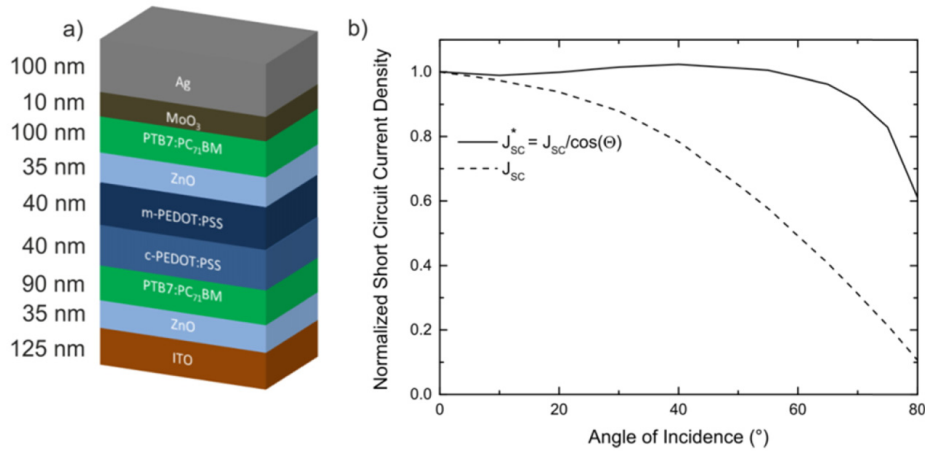 a)
100 nm
10 nm
100 nm
35 nm
40 nm
40 nm
90 nm
35 nm
125 nm
Ag
MoO₃
PTB7:PC₇₁BM
ZnO
m-PEDOT:PSS
c-PEDOT:PSS
PTB7:PC₇₁BM
ZnO
ITO
b)
Normalized Short Circuit Current Density
1.0
0.8
0.6
0.4
0.2
0.0
J*SC = JSC/cos(Θ)
JSC
0 20 40 60 80
Angle of Incidence (°)